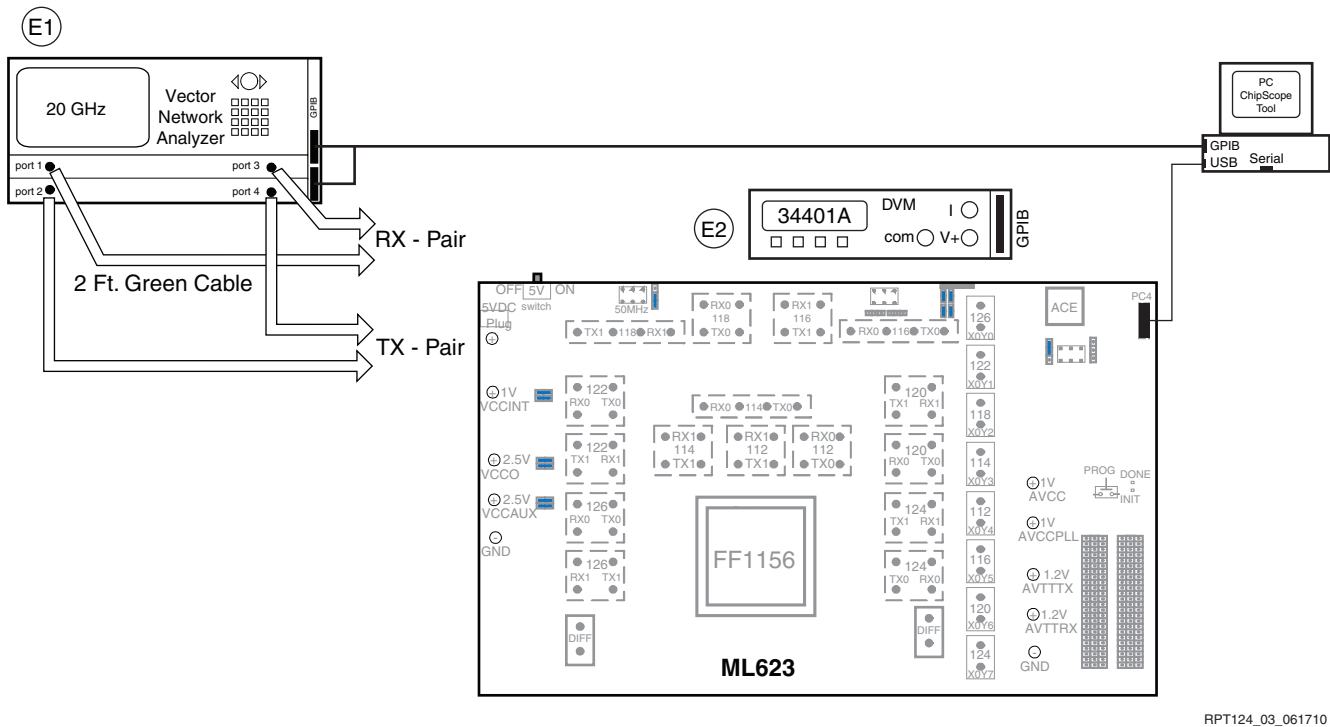 E1
20 GHz
Vector
Network
Analyzer
GPIB
port 1
port 3
port 2
port 4
RX - Pair
2 Ft. Green Cable
TX - Pair
PC
ChipScope
Tool
GPIB
USB Serial
E2
34401A
DVM
I
com V+
GPIB
OFF 5V ON
switch
5VDC
Plug
50MHz
TX1 118 RX1
RX0
118
TX0
RX1
116
TX1
RX0 116 TX0
ACE
PC4
126
X0Y0
122
X0Y1
118
X0Y2
114
X0Y3
112
X0Y4
116
X0Y5
120
X0Y6
124
X0Y7
1V
VCCINT
2.5V
VCCO
2.5V
VCCAUX
GND
122
RX0 TX0
122
TX1 RX1
126
RX0 TX0
126
RX1 TX1
DIFF
RX0 114 TX0
RX1
114
TX1
RX1
112
TX1
RX0
112
TX0
FF1156
120
TX1 RX1
120
RX0 TX0
124
TX1 RX1
124
TX0 RX0
DIFF
PROG DONE
INIT
1V
AVCC
1V
AVCCPLL
1.2V
AVTTTX
1.2V
AVTTRX
GND
ML623
RPT124_03_061710